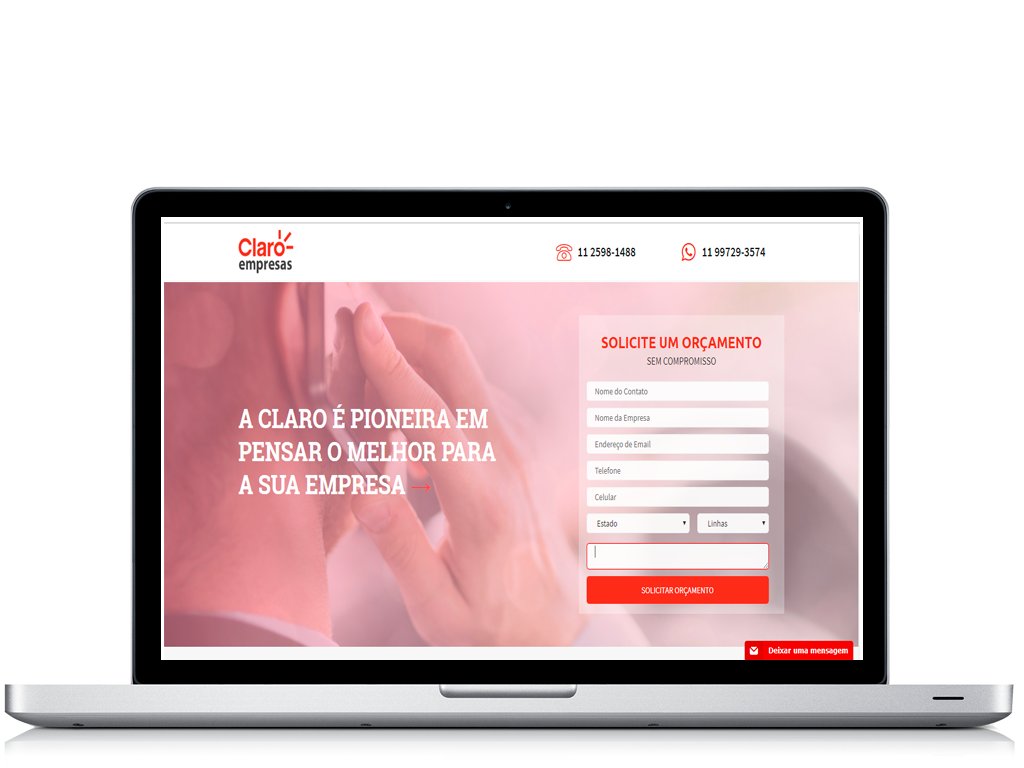 Claro
empresas
11 2598-1488
11 99729-3574
A CLARO É PIONEIRA EM
PENSAR O MELHOR PARA
A SUA EMPRESA →
SOLICITE UM ORÇAMENTO
SEM COMPROMISSO
Nome do Contato
Nome da Empresa
Endereço de Email
Telefone
Celular
Estado
Linhas
SOLICITAR ORÇAMENTO
Deixar uma mensagem